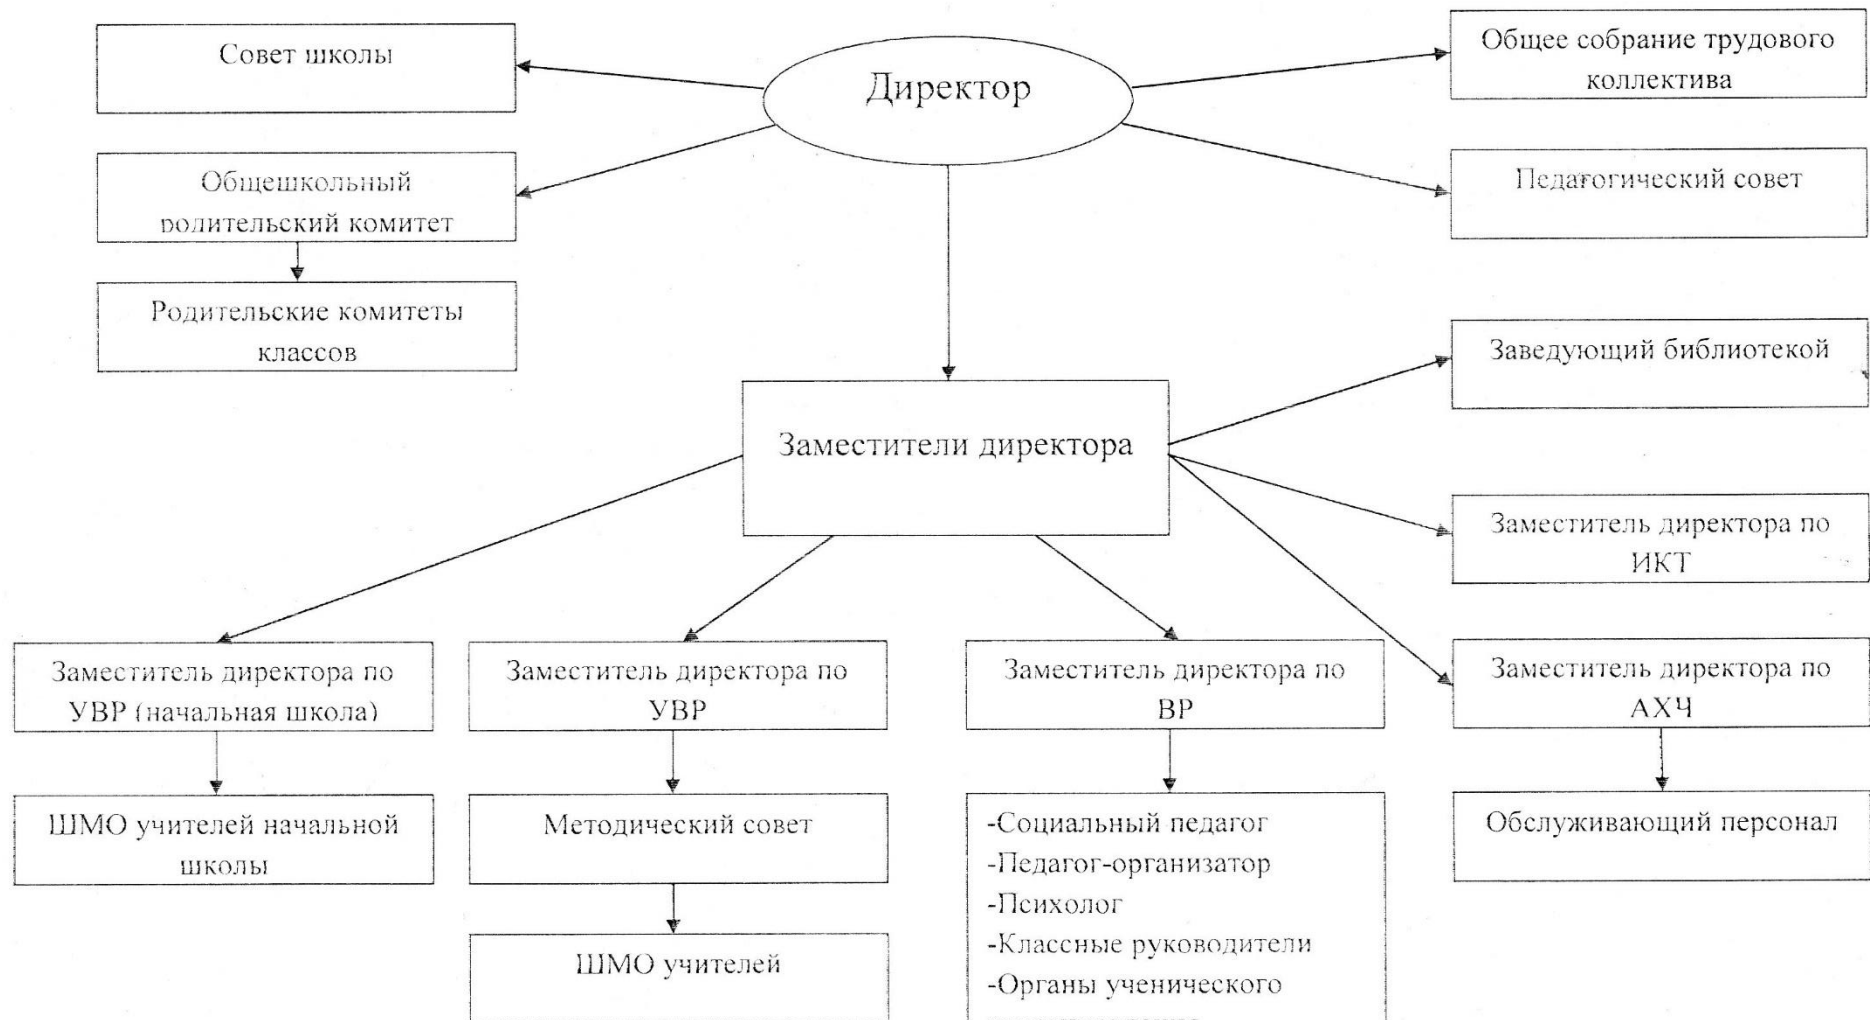 Совет школы
Директор
Общее собрание трудового
коллектива
Общешкольный
родительский комитет
Педагогический совет
Родительские комитеты
классов
Заведующий библиотекой
Заместители директора
Заместитель директора по
ИКТ
Заместитель директора по
УВР (начальная школа)
Заместитель директора по
УВР
Заместитель директора по
ВР
Заместитель директора по
АХЧ
ШМО учителей начальной
школы
Методический совет
-Социальный педагог
-Педагог-организатор
-Психолог
-Классные руководители
-Органы ученического
Обслуживающий персонал
ШМО учителей